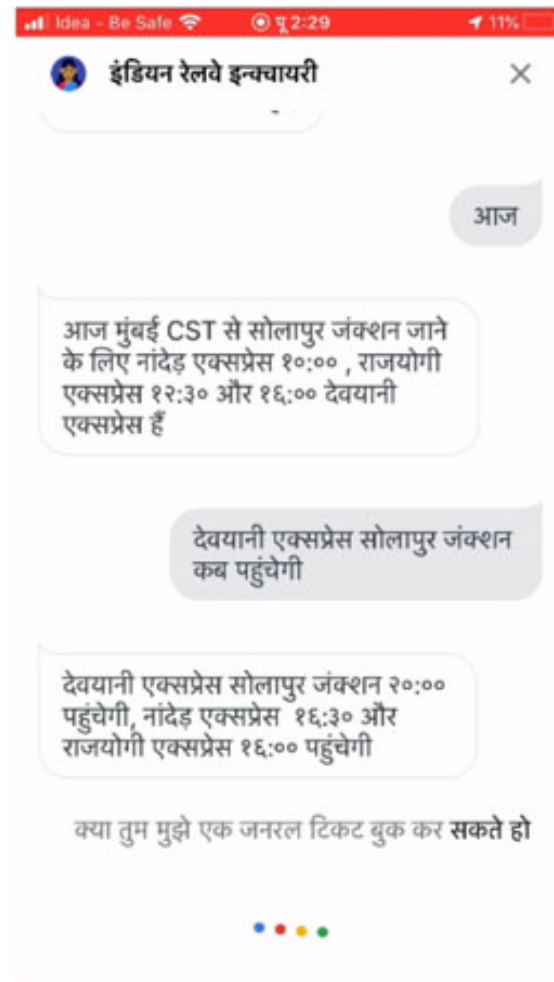 Idea - Be Safe पू 2:29 11%
इंडियन रेलवे इन्क्वायरी
आज
आज मुंबई CST से सोलापुर जंक्शन जाने
के लिए नांदेड़ एक्सप्रेस १०:०० , राजयोगी
एक्सप्रेस १२:३० और १६:०० देवयानी
एक्सप्रेस हैं
देवयानी एक्सप्रेस सोलापुर जंक्शन
कब पहुंचेगी
देवयानी एक्सप्रेस सोलापुर जंक्शन २०:००
पहुंचेगी, नांदेड़ एक्सप्रेस १६:३० और
राजयोगी एक्सप्रेस १६:०० पहुंचेगी
क्या तुम मुझे एक जनरल टिकट बुक कर सकते हो